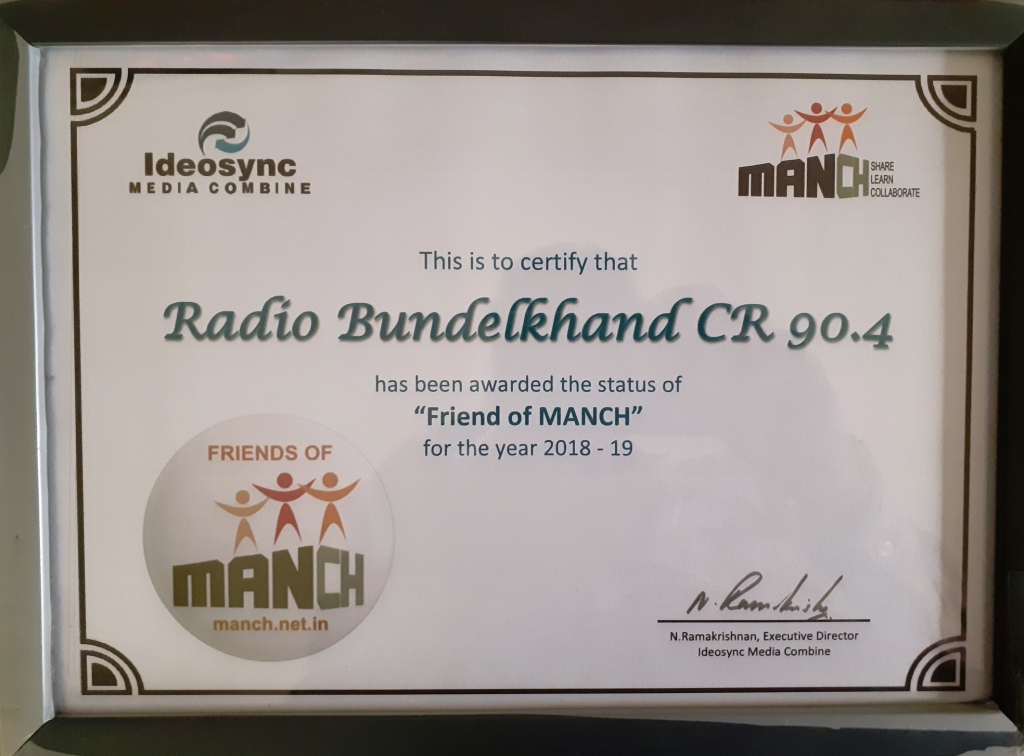 Ideosync
MEDIA COMBINE
MANCH
SHARE
LEARN
COLLABORATE
This is to certify that
Radio Bundelkhand CR 90.4
has been awarded the status of
“Friend of MANCH”
for the year 2018 - 19
FRIENDS OF
MANCH
manch.net.in
N. Ramakrishnan
N.Ramakrishnan, Executive Director
Ideosync Media Combine